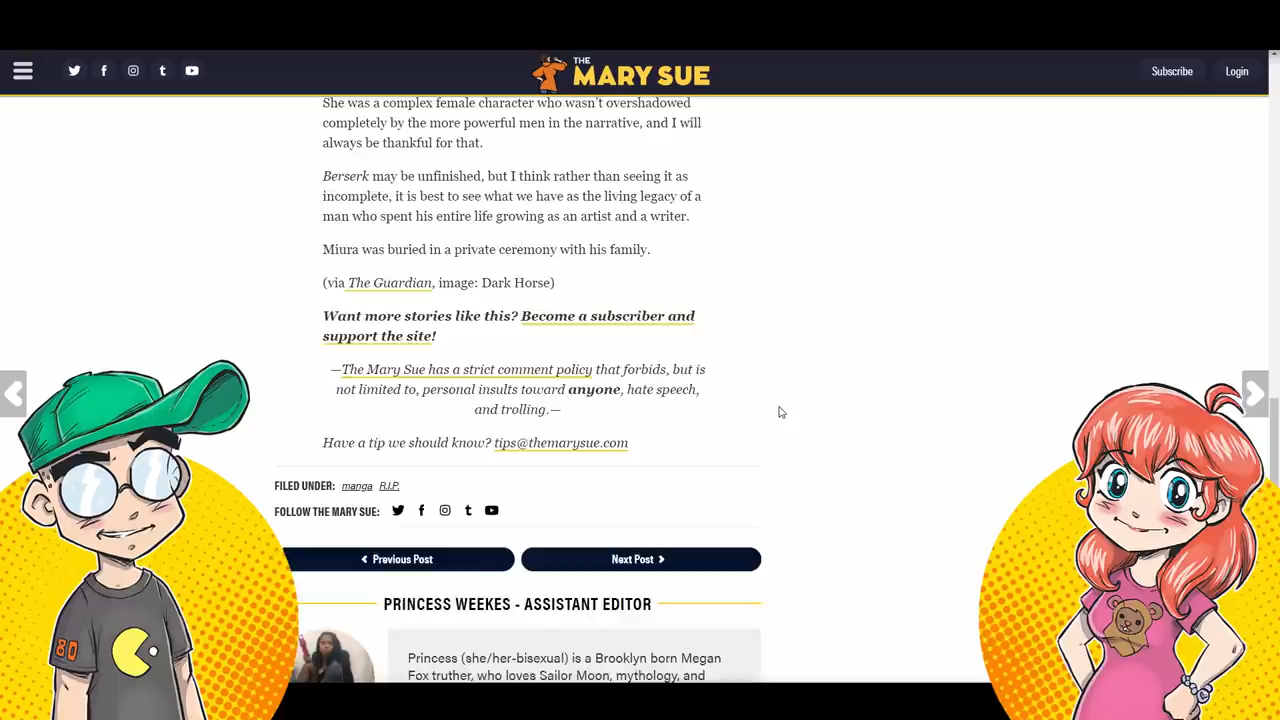 THE
MARY SUE
Subscribe
Login
She was a complex female character who wasn't overshadowed
completely by the more powerful men in the narrative, and I will
always be thankful for that.
Berserk may be unfinished, but I think rather than seeing it as
incomplete, it is best to see what we have as the living legacy of a
man who spent his entire life growing as an artist and a writer.
Miura was buried in a private ceremony with his family.
(via The Guardian, image: Dark Horse)
Want more stories like this? Become a subscriber and
support the site!
—The Mary Sue has a strict comment policy that forbids, but is
not limited to, personal insults toward anyone, hate speech,
and trolling.—
Have a tip we should know? tips@themarysue.com
FILED UNDER: manga R.I.P.
FOLLOW THE MARY SUE:
Previous Post
Next Post
PRINCESS WEEKES - ASSISTANT EDITOR
Princess (she/her-bisexual) is a Brooklyn born Megan
Fox truther, who loves Sailor Moon, mythology, and
80